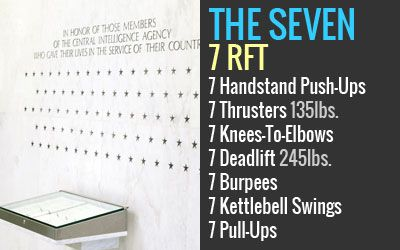 IN HONOR OF THOSE MEMBERS
OF THE CENTRAL INTELLIGENCE AGENCY
WHO GAVE THEIR LIVES IN THE SERVICE OF THEIR COUNTR
THE SEVEN
7 RFT
7 Handstand Push-Ups
7 Thrusters 135lbs.
7 Knees-To-Elbows
7 Deadlift 245lbs.
7 Burpees
7 Kettlebell Swings
7 Pull-Ups